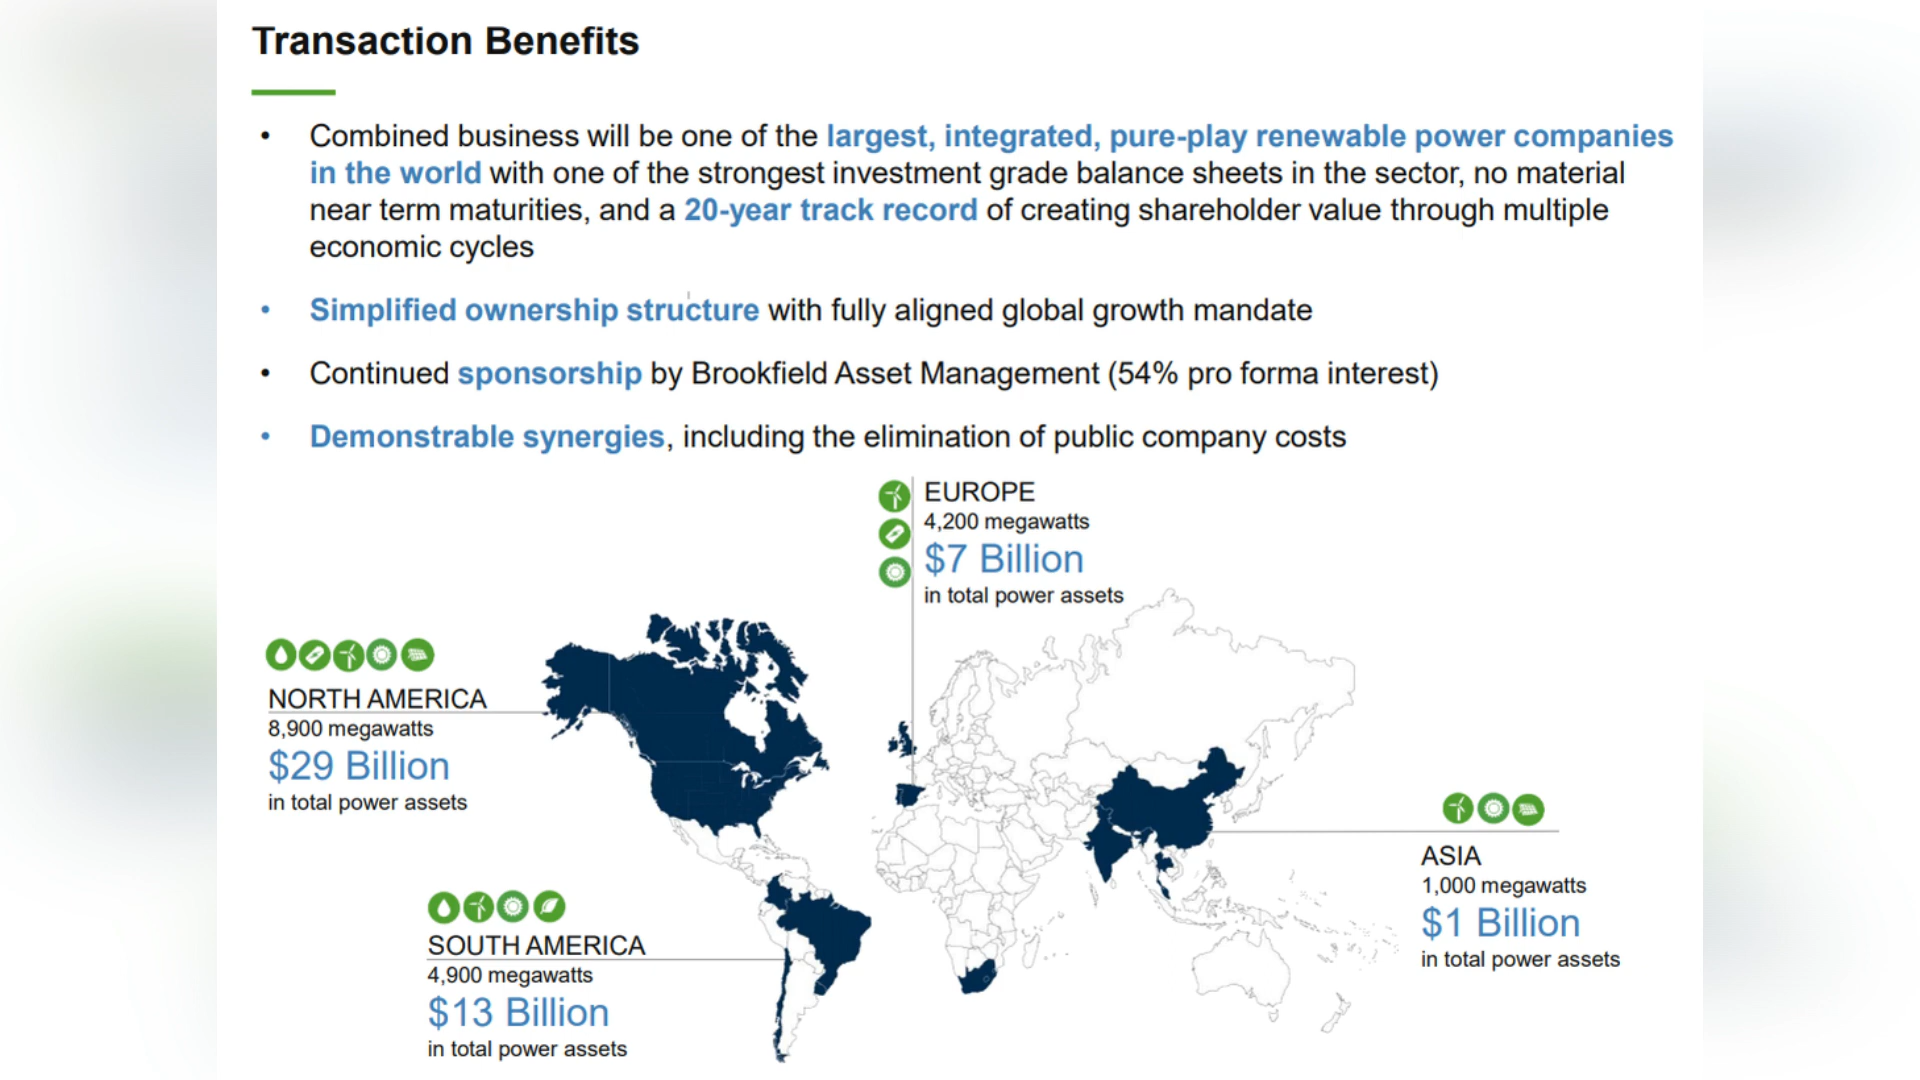 Transaction Benefits
• Combined business will be one of the largest, integrated, pure-play renewable power companies
in the world with one of the strongest investment grade balance sheets in the sector, no material
near term maturities, and a 20-year track record of creating shareholder value through multiple
economic cycles
• Simplified ownership structure with fully aligned global growth mandate
• Continued sponsorship by Brookfield Asset Management (54% pro forma interest)
• Demonstrable synergies, including the elimination of public company costs
EUROPE
4,200 megawatts
$7 Billion
in total power assets
NORTH AMERICA
8,900 megawatts
$29 Billion
in total power assets
ASIA
1,000 megawatts
$1 Billion
in total power assets
SOUTH AMERICA
4,900 megawatts
$13 Billion
in total power assets